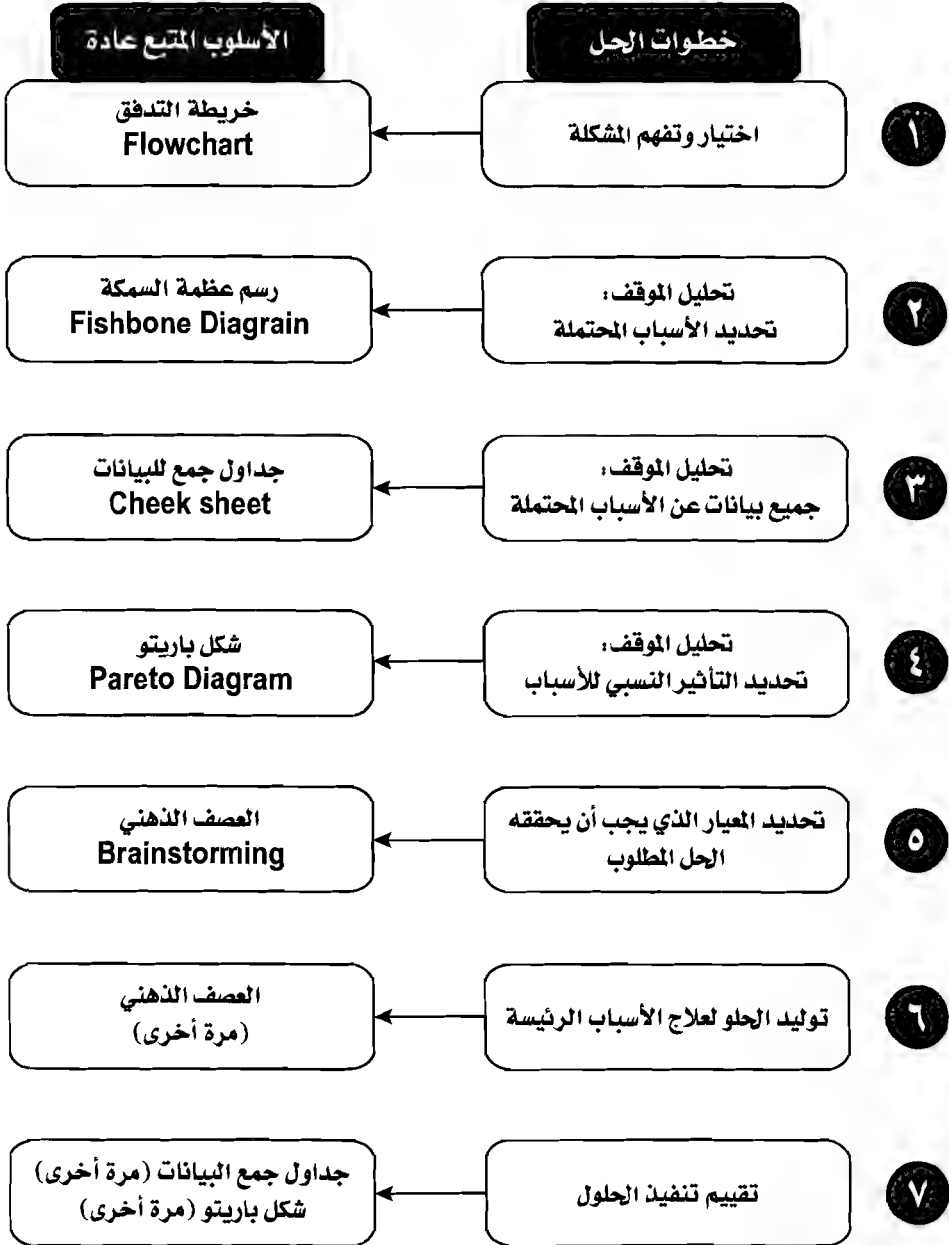 خطوات الحل
الأسلوب المتبع عادة
١
اختيار وتفهم المشكلة
خريطة التدفق
Flowchart
٢
تحليل الموقف:
تحديد الأسباب المحتملة
رسم عظمة السمكة
Fishbone Diagrain
٣
تحليل الموقف:
جميع بيانات عن الأسباب المحتملة
جداول جمع للبيانات
Cheek sheet
٤
تحليل الموقف:
تحديد التأثير النسبي للأسباب
شكل باريتو
Pareto Diagram
٥
تحديد المعيار الذي يجب أن يحققه
الحل المطلوب
العصف الذهني
Brainstorming
٦
توليد الحلو لعلاج الأسباب الرئيسة
العصف الذهني
(مرة أخرى)
٧
تقييم تنفيذ الحلول
جداول جمع البيانات (مرة أخرى)
شكل باريتو (مرة أخرى)